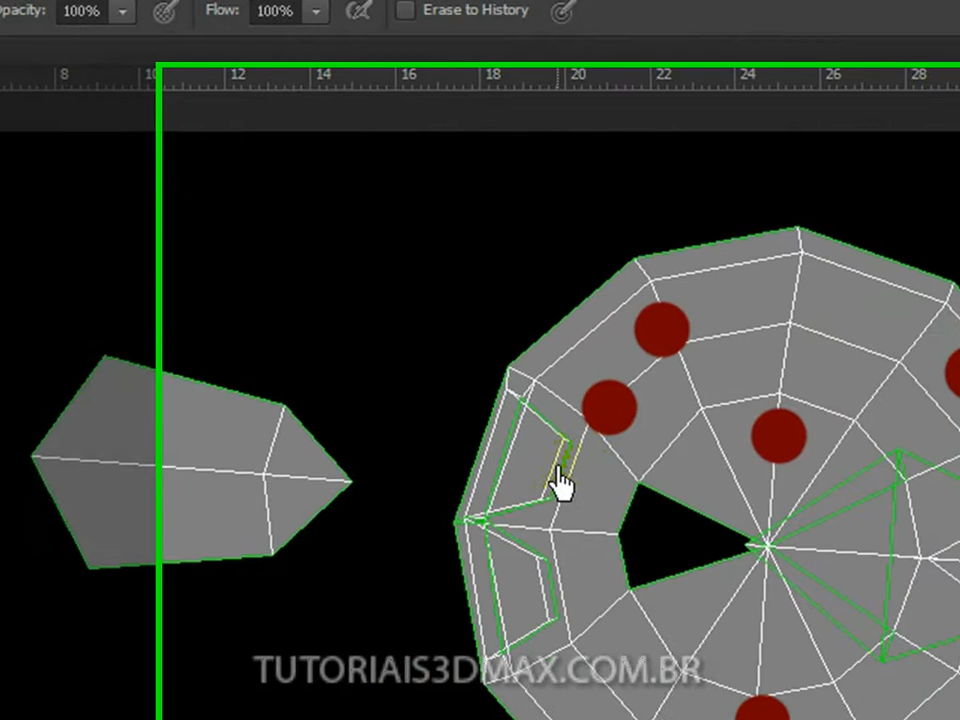 Opacity: 100% Flow: 100% Erase to History
8 10 12 14 16 18 20 22 24 26 28
TUTORIAIS3DMAX.COM.BR